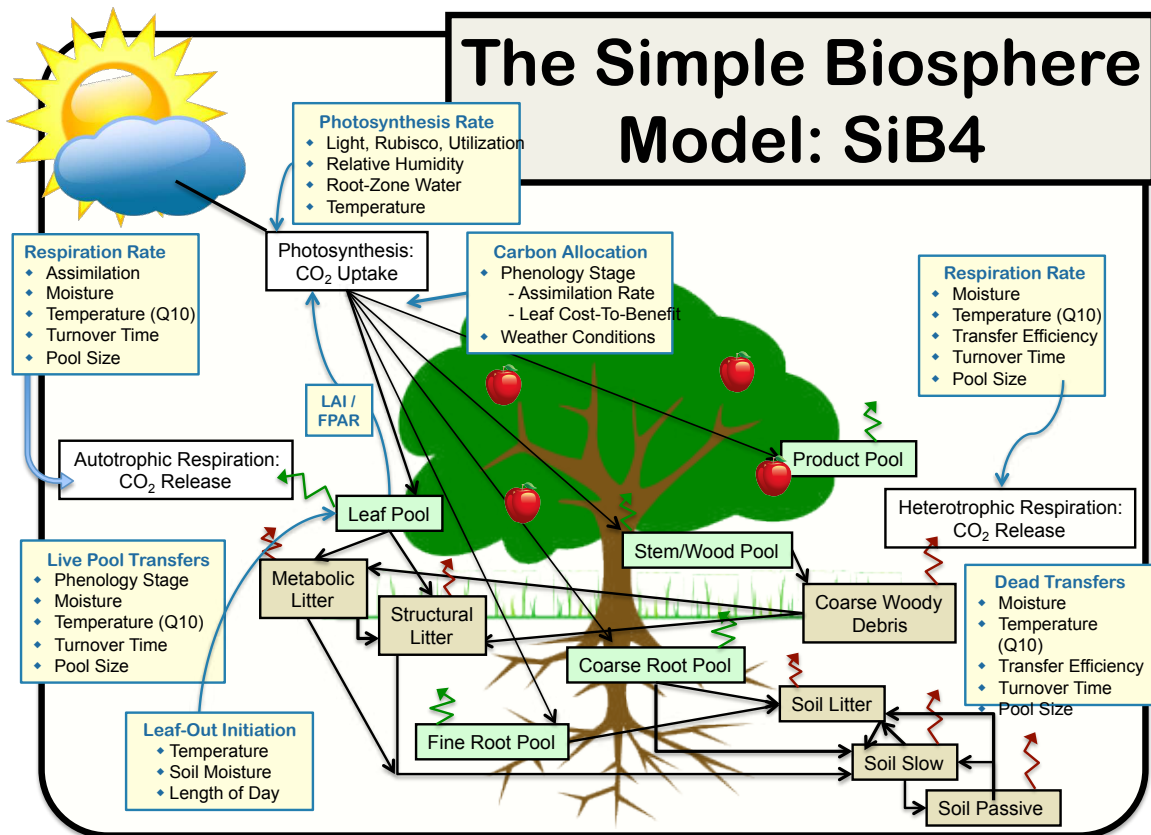 The Simple Biosphere
Model: SiB4
Photosynthesis Rate
Light, Rubisco, Utilization
Relative Humidity
Root-Zone Water
Temperature
Respiration Rate
Assimilation
Moisture
Temperature (Q10)
Turnover Time
Pool Size
Photosynthesis:
CO₂ Uptake
Carbon Allocation
Phenology Stage
- Assimilation Rate
- Leaf Cost-To-Benefit
Weather Conditions
Respiration Rate
Moisture
Temperature (Q10)
Transfer Efficiency
Turnover Time
Pool Size
LAI /
FPAR
Autotrophic Respiration:
CO₂ Release
Product Pool
Leaf Pool
Heterotrophic Respiration:
CO₂ Release
Stem/Wood Pool
Live Pool Transfers
Phenology Stage
Moisture
Temperature (Q10)
Turnover Time
Pool Size
Metabolic
Litter
Structural
Litter
Coarse Woody
Debris
Dead Transfers
Moisture
Temperature
(Q10)
Transfer Efficiency
Turnover Time
Pool Size
Coarse Root Pool
Soil Litter
Leaf-Out Initiation
Temperature
Soil Moisture
Length of Day
Fine Root Pool
Soil Slow
Soil Passive